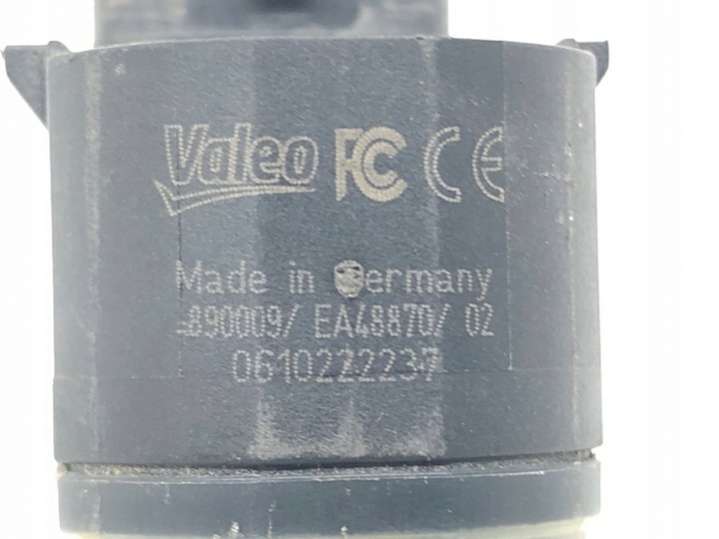 Valeo FC CE
Made in Germany
890009/ EA48870/ 02
0610222237